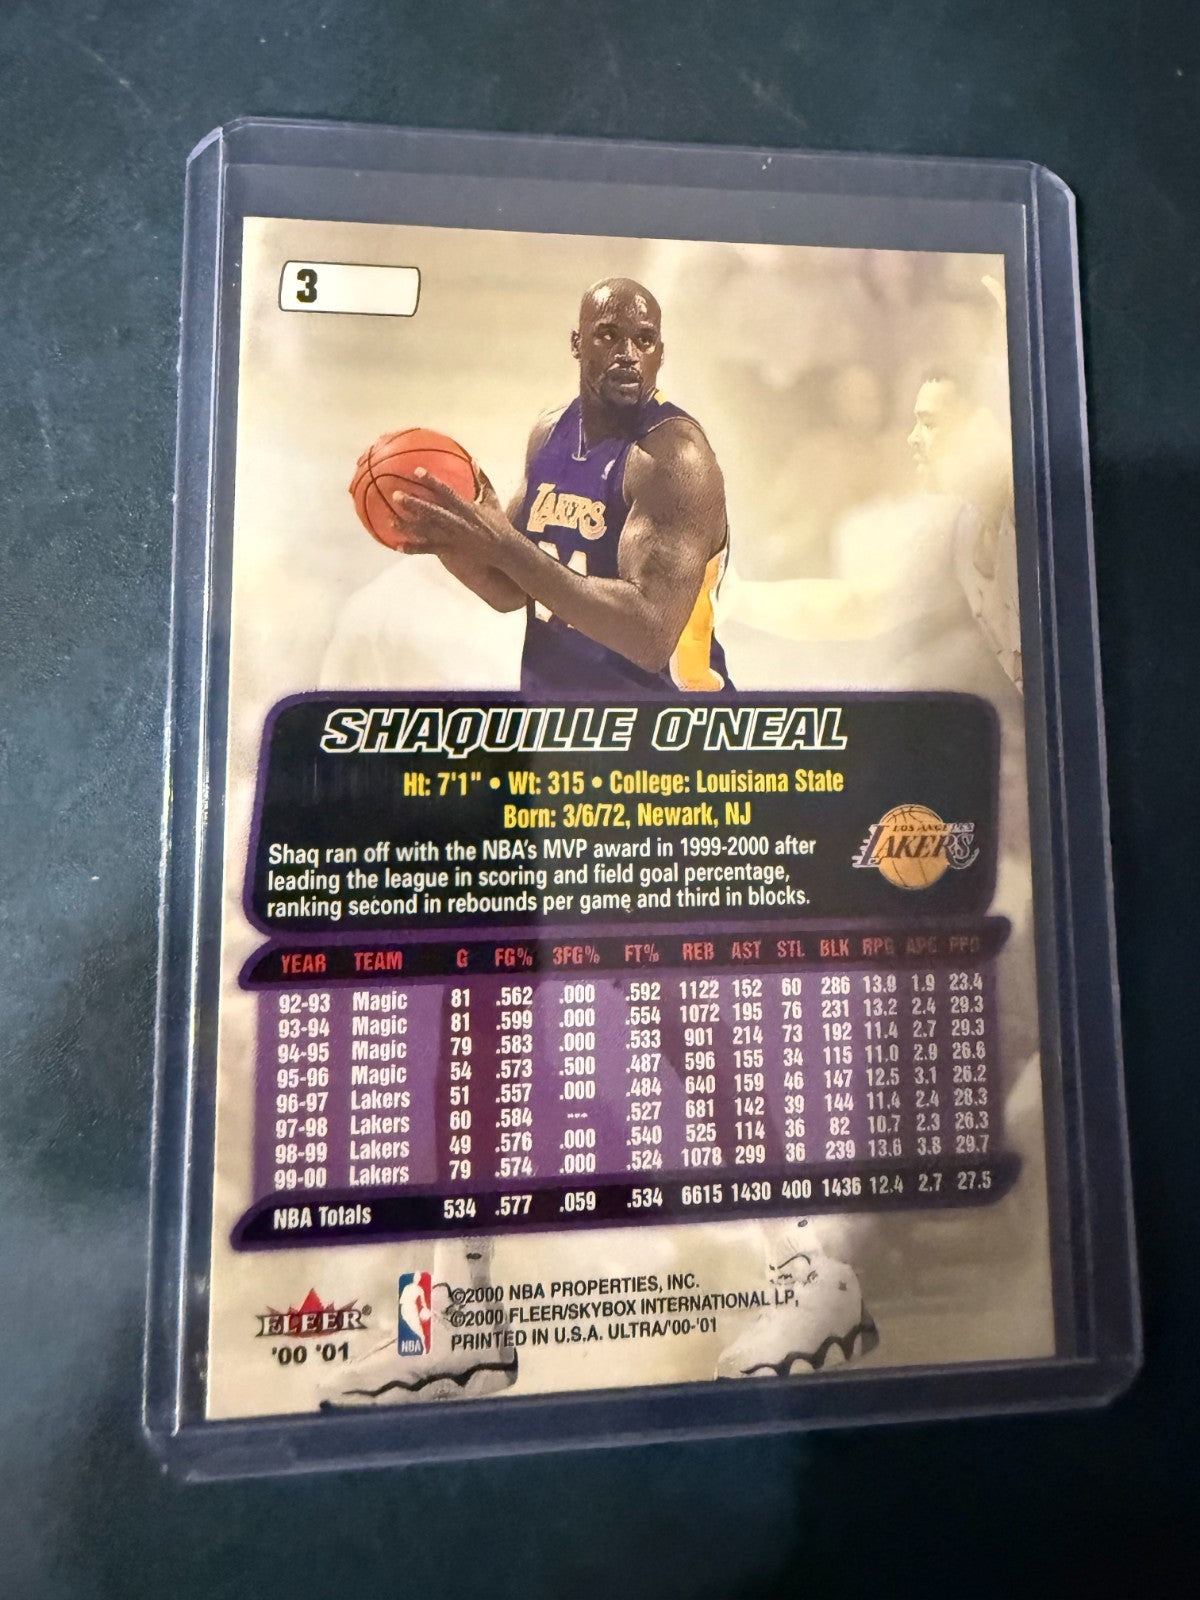 3
LAKERS
SHAQUILLE O'NEAL
Ht: 7'1" • Wt: 315 • College: Louisiana State
Born: 3/6/72, Newark, NJ
LOS ANGELES
LAKERS
Shaq ran off with the NBA's MVP award in 1999-2000 after
leading the league in scoring and field goal percentage,
ranking second in rebounds per game and third in blocks.
YEAR TEAM G FG% 3FG% FT% REB AST STL BLK RPG APG PPG
92-93 Magic 81 .562 .000 .592 1122 152 60 286 13.9 1.9 23.4
93-94 Magic 81 .599 .000 .554 1072 195 76 231 13.2 2.4 29.3
94-95 Magic 79 .583 .000 .533 901 214 73 192 11.4 2.7 29.3
95-96 Magic 54 .573 .500 .487 596 155 34 115 11.0 2.9 26.6
96-97 Lakers 51 .557 .000 .484 640 159 46 147 12.5 3.1 26.2
97-98 Lakers 60 .584 --- .527 681 142 39 144 11.4 2.4 28.3
98-99 Lakers 49 .576 .000 .540 525 114 36 82 10.7 2.3 26.3
99-00 Lakers 79 .574 .000 .524 1078 299 36 239 13.6 3.8 29.7
NBA Totals 534 .577 .059 .534 6615 1430 400 1436 12.4 2.7 27.5
FLEER®
'00 '01
NBA
©2000 NBA PROPERTIES, INC.
©2000 FLEER/SKYBOX INTERNATIONAL LP,
PRINTED IN U.S.A. ULTRA/'00-'01